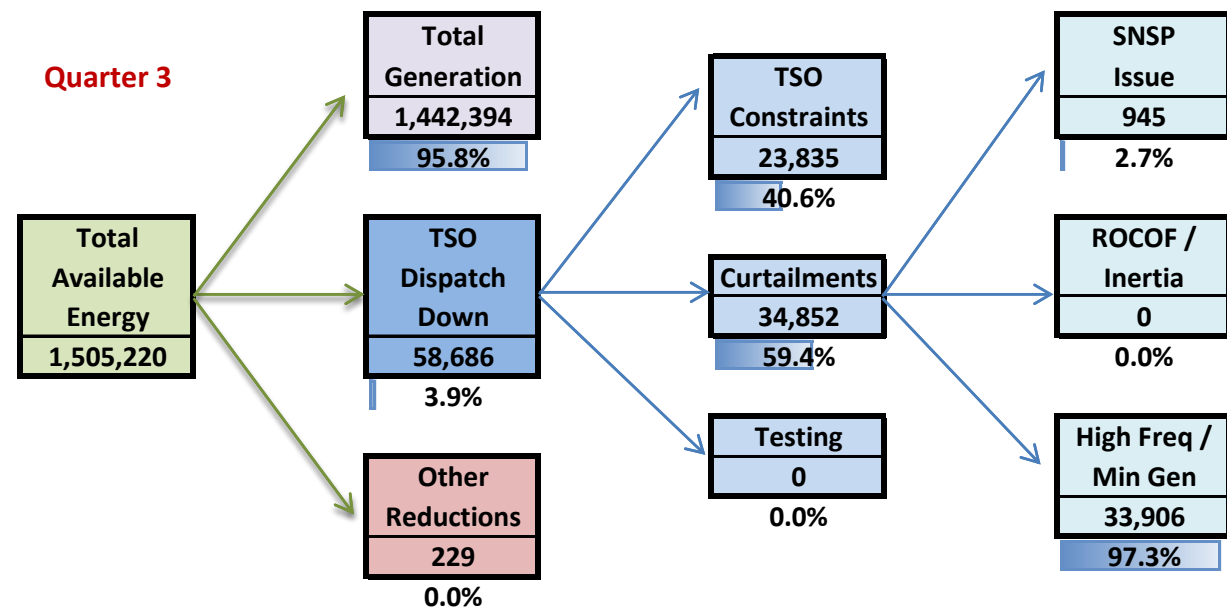 Quarter 3
Total
Available
Energy
1,505,220
Total
Generation
1,442,394
95.8%
TSO
Dispatch
Down
58,686
3.9%
Other
Reductions
229
0.0%
TSO
Constraints
23,835
40.6%
Curtailments
34,852
59.4%
Testing
0
0.0%
SNSP
Issue
945
2.7%
ROCOF /
Inertia
0
0.0%
High Freq /
Min Gen
33,906
97.3%